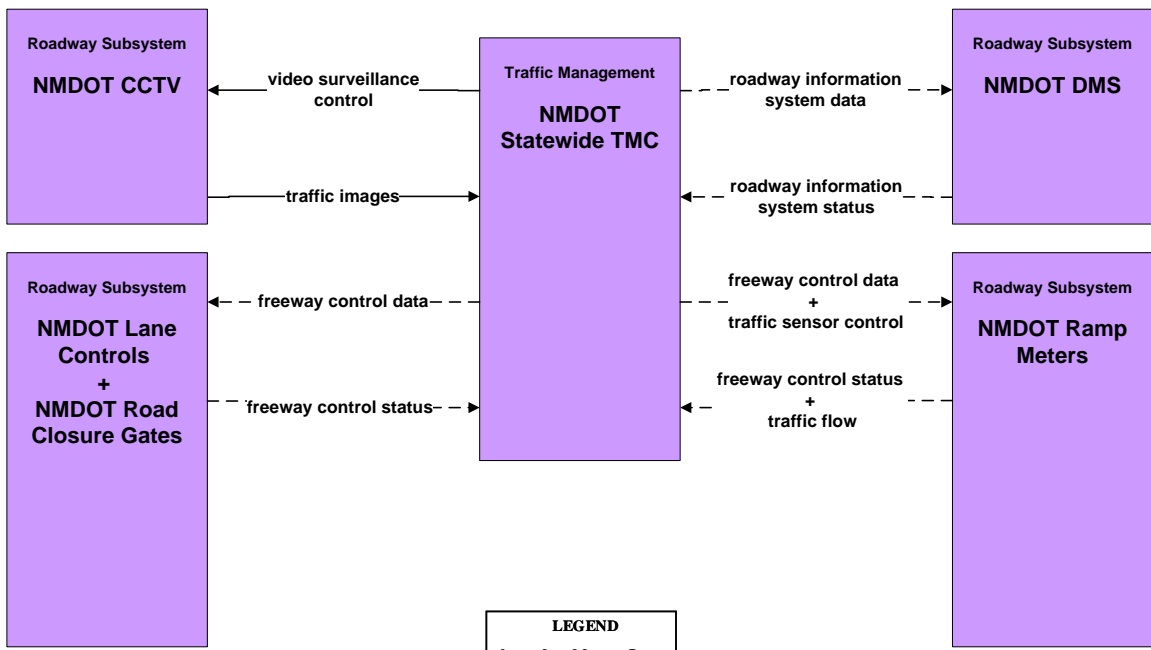 Roadway Subsystem
NMDOT CCTV
video surveillance
control
traffic images
Traffic Management
NMDOT
Statewide TMC
roadway information
system data
roadway information
system status
Roadway Subsystem
NMDOT DMS
Roadway Subsystem
NMDOT Lane
Controls
+
NMDOT Road
Closure Gates
freeway control data
freeway control status
freeway control data
+
traffic sensor control
freeway control status
+
traffic flow
Roadway Subsystem
NMDOT Ramp
Meters
LEGEND